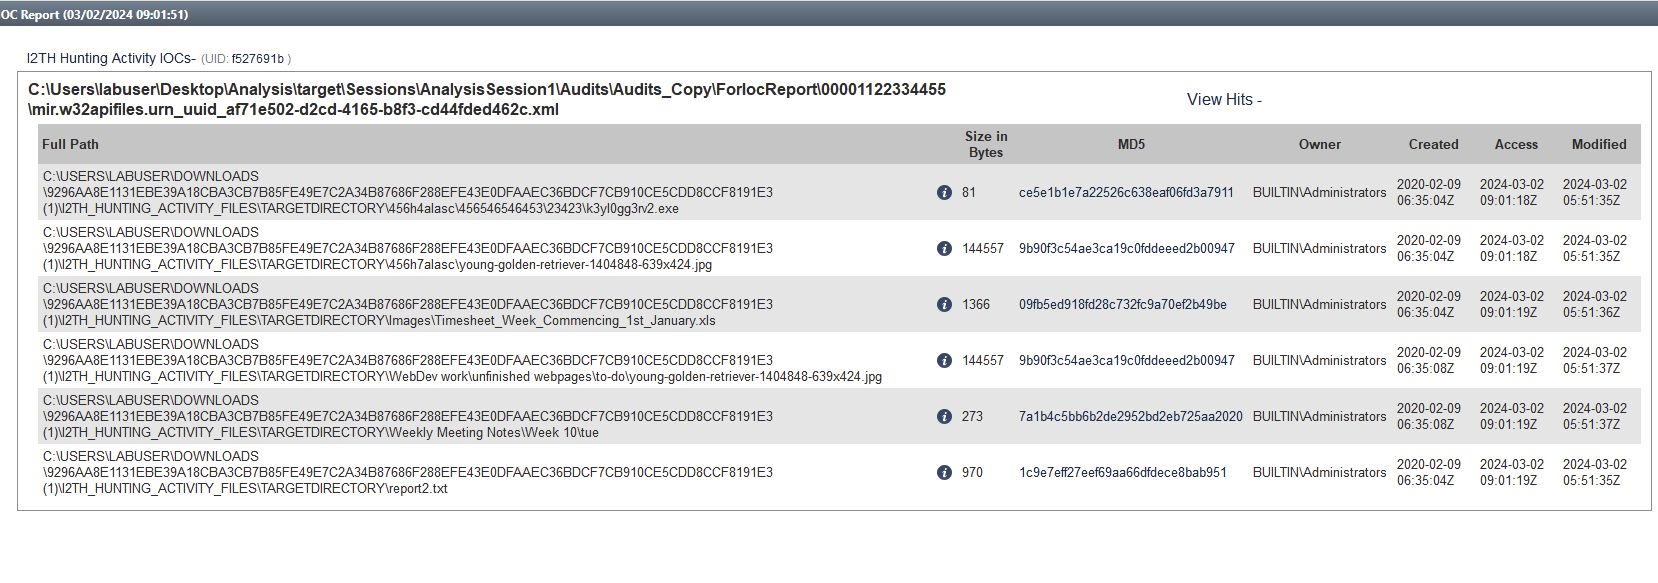 OC Report (03/02/2024 09:01:51)
I2TH Hunting Activity IOCs- (UID: f527691b )
C:\Users\labuser\Desktop\Analysis\target\Sessions\AnalysisSession1\Audits\Audits_Copy\ForIocReport\00001122334455
\mir.w32apifiles.urn_uuid_af71e502-d2cd-4165-b8f3-cd44fded462c.xml
View Hits -
Full Path Size in Bytes MD5 Owner Created Access Modified
C:\USERS\LABUSER\DOWNLOADS
\9296AA8E1131EBE39A18CBA3CB7B85FE49E7C2A34B87686F288EFE43E0DFAAEC36BDCF7CB910CE5CDD8CCF8191E3
(1)\I2TH_HUNTING_ACTIVITY_FILES\TARGETDIRECTORY\456h4alasc\456546546453\23423\k3yl0gg3rv2.exe
81 ce5e1b1e7a22526c638eaf06fd3a7911 BUILTIN\Administrators 2020-02-09 2024-03-02 2024-03-02
06:35:04Z 09:01:18Z 05:51:35Z
C:\USERS\LABUSER\DOWNLOADS
\9296AA8E1131EBE39A18CBA3CB7B85FE49E7C2A34B87686F288EFE43E0DFAAEC36BDCF7CB910CE5CDD8CCF8191E3
(1)\I2TH_HUNTING_ACTIVITY_FILES\TARGETDIRECTORY\456h7alasc\young-golden-retriever-1404848-639x424.jpg
144557 9b90f3c54ae3ca19c0fddeeed2b00947 BUILTIN\Administrators 2020-02-09 2024-03-02 2024-03-02
06:35:04Z 09:01:18Z 05:51:35Z
C:\USERS\LABUSER\DOWNLOADS
\9296AA8E1131EBE39A18CBA3CB7B85FE49E7C2A34B87686F288EFE43E0DFAAEC36BDCF7CB910CE5CDD8CCF8191E3
(1)\I2TH_HUNTING_ACTIVITY_FILES\TARGETDIRECTORY\Images\Timesheet_Week_Commencing_1st_January.xls
1366 09fb5ed918fd28c732fc9a70ef2b49be BUILTIN\Administrators 2020-02-09 2024-03-02 2024-03-02
06:35:04Z 09:01:19Z 05:51:36Z
C:\USERS\LABUSER\DOWNLOADS
\9296AA8E1131EBE39A18CBA3CB7B85FE49E7C2A34B87686F288EFE43E0DFAAEC36BDCF7CB910CE5CDD8CCF8191E3
(1)\I2TH_HUNTING_ACTIVITY_FILES\TARGETDIRECTORY\WebDev work\unfinished webpages\to-do\young-golden-retriever-1404848-639x424.jpg
144557 9b90f3c54ae3ca19c0fddeeed2b00947 BUILTIN\Administrators 2020-02-09 2024-03-02 2024-03-02
06:35:08Z 09:01:19Z 05:51:37Z
C:\USERS\LABUSER\DOWNLOADS
\9296AA8E1131EBE39A18CBA3CB7B85FE49E7C2A34B87686F288EFE43E0DFAAEC36BDCF7CB910CE5CDD8CCF8191E3
(1)\I2TH_HUNTING_ACTIVITY_FILES\TARGETDIRECTORY\Weekly Meeting Notes\Week 10\tue
273 7a1b4c5bb6b2de2952bd2eb725aa2020 BUILTIN\Administrators 2020-02-09 2024-03-02 2024-03-02
06:35:08Z 09:01:19Z 05:51:37Z
C:\USERS\LABUSER\DOWNLOADS
\9296AA8E1131EBE39A18CBA3CB7B85FE49E7C2A34B87686F288EFE43E0DFAAEC36BDCF7CB910CE5CDD8CCF8191E3
(1)\I2TH_HUNTING_ACTIVITY_FILES\TARGETDIRECTORY\report2.txt
970 1c9e7eff27eef69aa66dfdece8bab951 BUILTIN\Administrators 2020-02-09 2024-03-02 2024-03-02
06:35:04Z 09:01:19Z 05:51:35Z